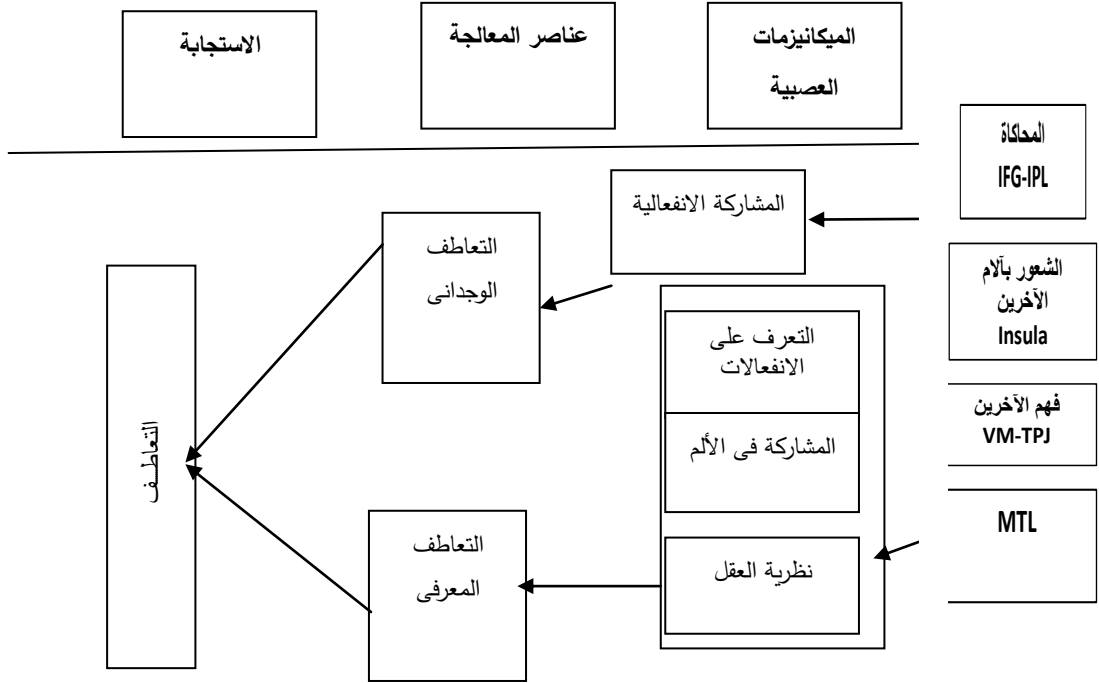 الميكانيزمات
العصبية
عناصر المعالجة
الاستجابة
المحاكاة
IFG-IPL
الشعور بآلام
الآخرين
Insula
فهم الآخرين
VM-TPJ
MTL
المشاركة الانفعالية
التعرف على
الانفعالات
المشاركة فى الألم
نظرية العقل
التعاطف
الوجدانى
التعاطف
المعرفى
التعاطـف